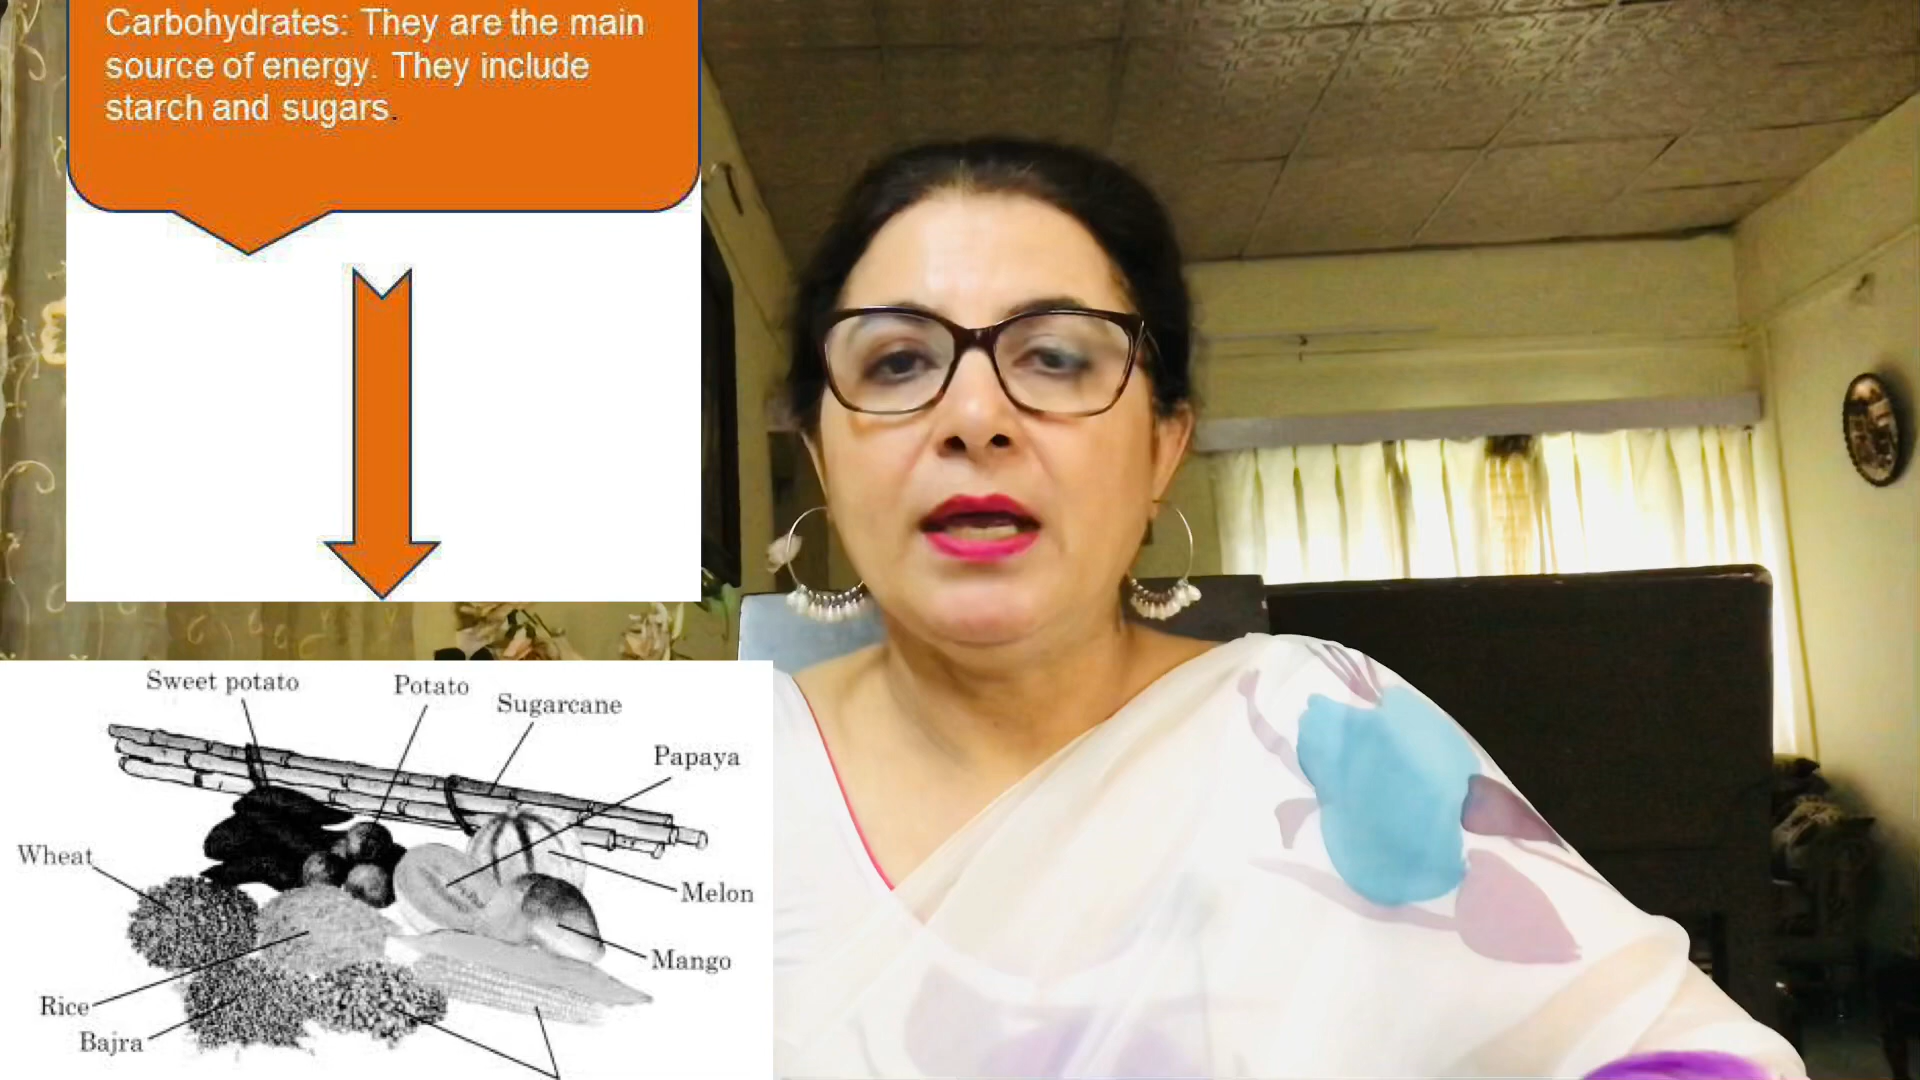 Carbohydrates: They are the main
source of energy. They include
starch and sugars.
Sweet potato
Potato
Sugarcane
Papaya
Wheat
Melon
Mango
Rice
Bajra